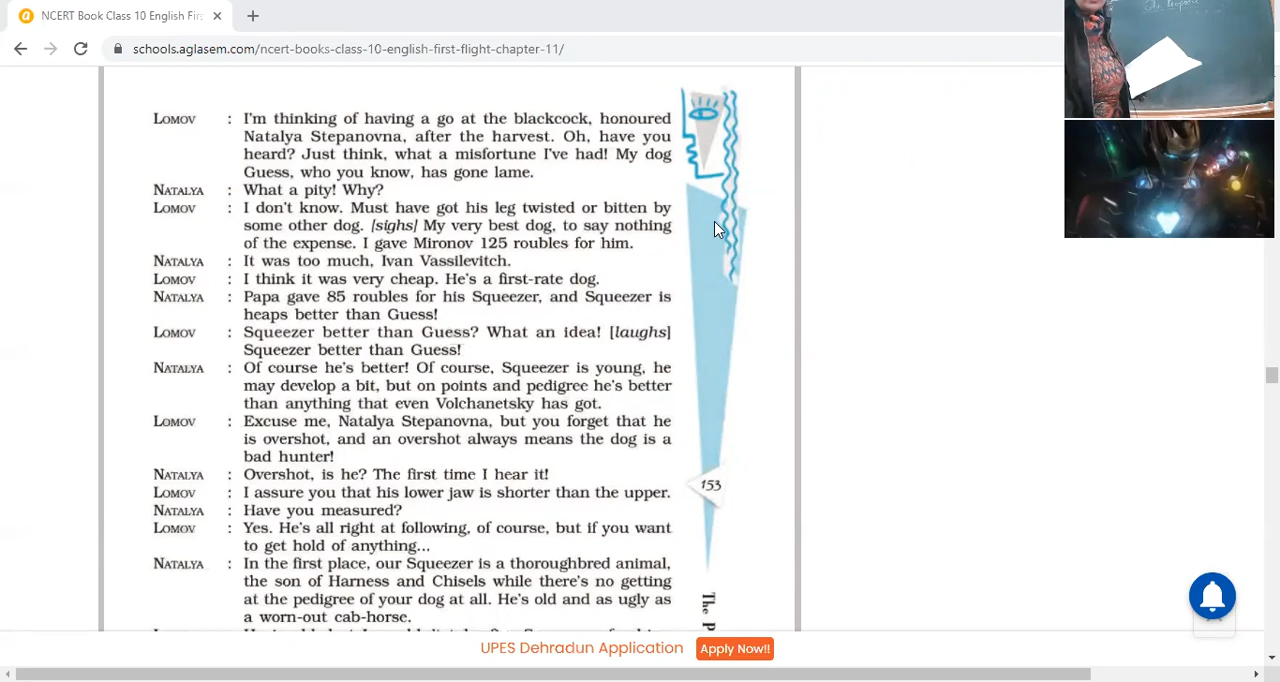 NCERT Book Class 10 English Firs
schools.aglasem.com/ncert-books-class-10-english-first-flight-chapter-11/
LOMOV : I'm thinking of having a go at the blackcock, honoured
Natalya Stepanovna, after the harvest. Oh, have you
heard? Just think, what a misfortune I've had! My dog
Guess, who you know, has gone lame.
NATALYA : What a pity! Why?
LOMOV : I don't know. Must have got his leg twisted or bitten by
some other dog. [sighs] My very best dog, to say nothing
of the expense. I gave Mironov 125 roubles for him.
NATALYA : It was too much, Ivan Vassilevitch.
LOMOV : I think it was very cheap. He's a first-rate dog.
NATALYA : Papa gave 85 roubles for his Squeezer, and Squeezer is
heaps better than Guess!
LOMOV : Squeezer better than Guess? What an idea! [laughs]
Squeezer better than Guess!
NATALYA : Of course he's better! Of course, Squeezer is young, he
may develop a bit, but on points and pedigree he's better
than anything that even Volchanetsky has got.
LOMOV : Excuse me, Natalya Stepanovna, but you forget that he
is overshot, and an overshot always means the dog is a
bad hunter!
NATALYA : Overshot, is he? The first time I hear it!
LOMOV : I assure you that his lower jaw is shorter than the upper.
NATALYA : Have you measured?
LOMOV : Yes. He's all right at following, of course, but if you want
to get hold of anything...
NATALYA : In the first place, our Squeezer is a thoroughbred animal,
the son of Harness and Chisels while there's no getting
at the pedigree of your dog at all. He's old and as ugly as
a worn-out cab-horse.
153
The P
UPES Dehradun Application
Apply Now!!